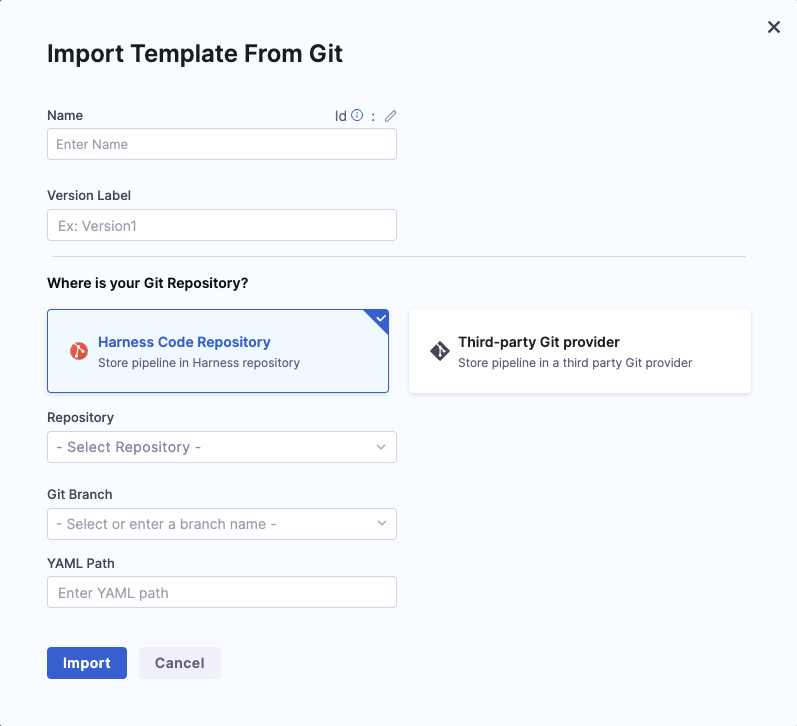 Import Template From Git
Name
Id :
Enter Name
Version Label
Ex: Version1
Where is your Git Repository?
Harness Code Repository
Store pipeline in Harness repository
Third-party Git provider
Store pipeline in a third party Git provider
Repository
- Select Repository -
Git Branch
- Select or enter a branch name -
YAML Path
Enter YAML path
Import
Cancel